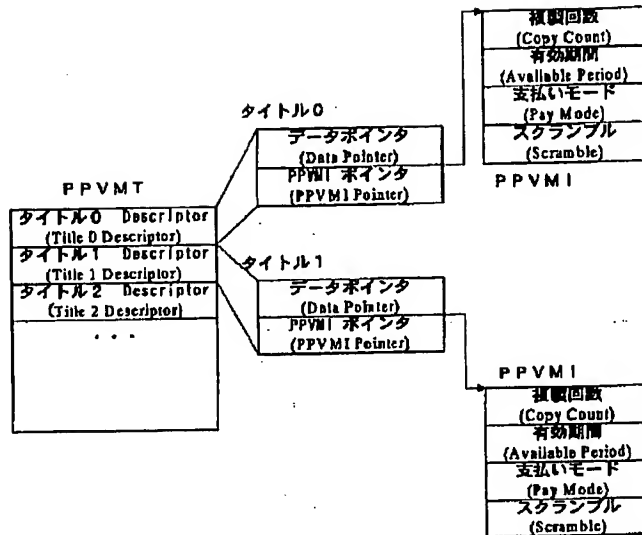 PPVMT
タイトル0 Descriptor
(Title 0 Descriptor)
タイトル1 Descriptor
(Title 1 Descriptor)
タイトル2 Descriptor
(Title 2 Descriptor)
・・・
タイトル0
データポインタ
(Data Pointer)
PPVMI ポインタ
(PPVMI Pointer)
タイトル1
データポインタ
(Data Pointer)
PPVMI ポインタ
(PPVMI Pointer)
複製回数
(Copy Count)
有効期間
(Available Period)
支払いモード
(Pay Mode)
スクランブル
(Scramble)
PPVMI
PPVMI
複製回数
(Copy Count)
有効期間
(Available Period)
支払いモード
(Pay Mode)
スクランブル
(Scramble)